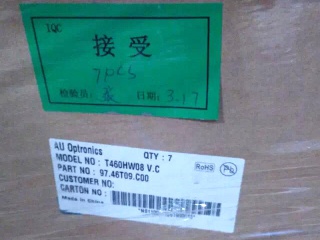 IQC
接受
7PCS
检验员: 日期: 3.17
AU Optronics QTY : 7
MODEL NO : T460HW08 V.C
PART NO : 97.46T09.C00
CUSTOMER NO:
CARTON NO :
Made in China
RoHS